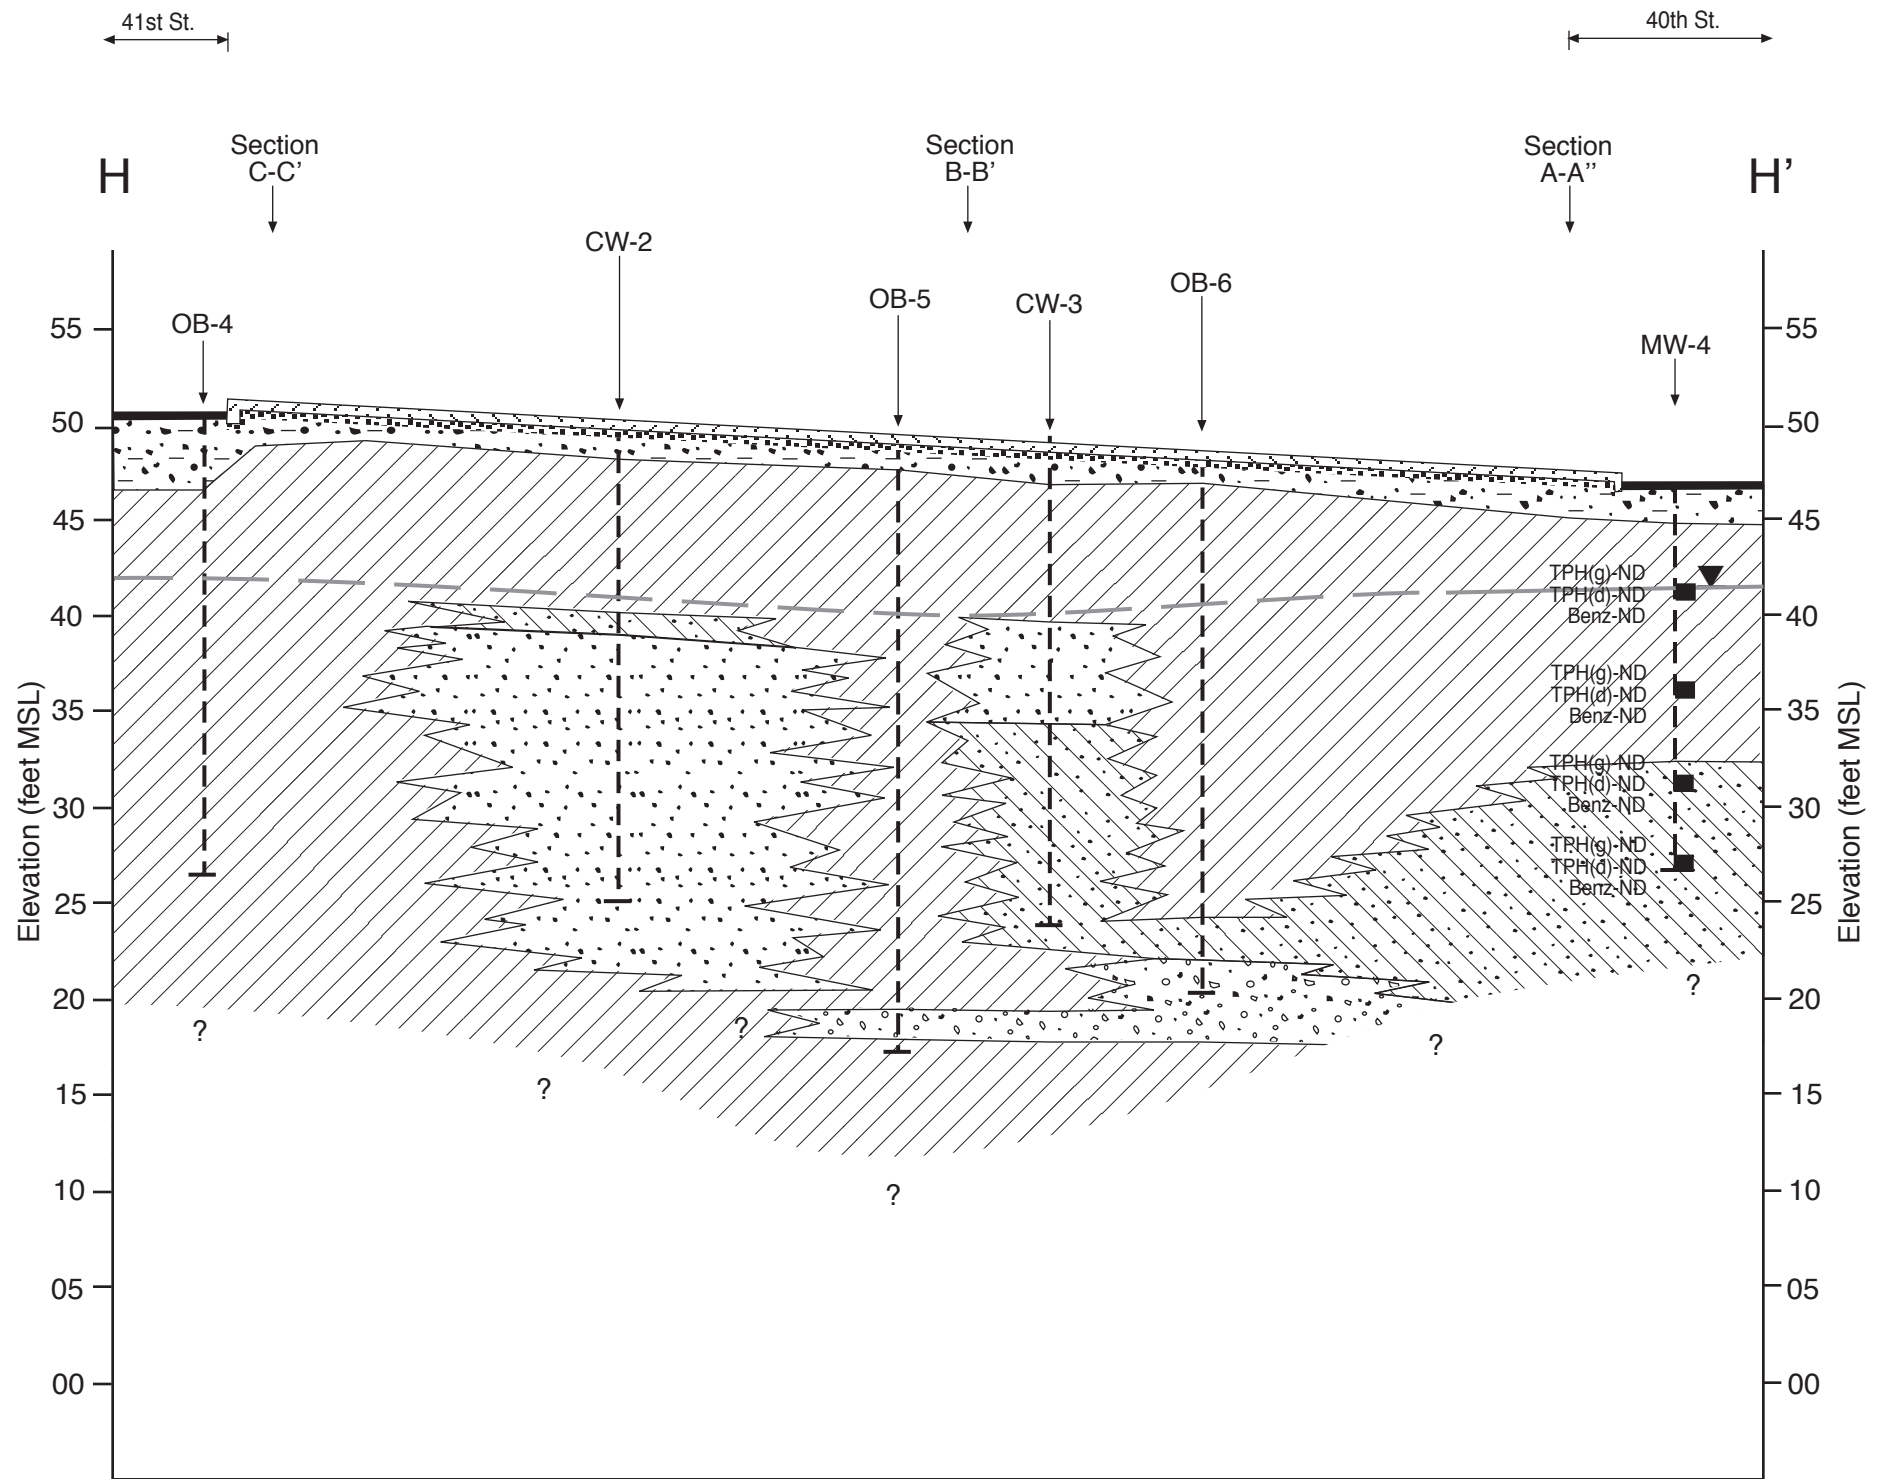 41st St.
40th St.
H
Section
C-C’
Section
B-B’
Section
A-A’’
H’
CW-2
OB-4
OB-5
CW-3
OB-6
MW-4
55
50
45
40
35
30
25
20
15
10
05
00
Elevation (feet MSL)
TPH(g)-ND
TPH(d)-ND
Benz-ND
TPH(g)-ND
TPH(d)-ND
Benz-ND
TPH(g)-ND
TPH(d)-ND
Benz-ND
TPH(g)-ND
TPH(d)-ND
Benz-ND
?
?
?
?
?
?
55
50
45
40
35
30
25
20
15
10
05
00
Elevation (feet MSL)